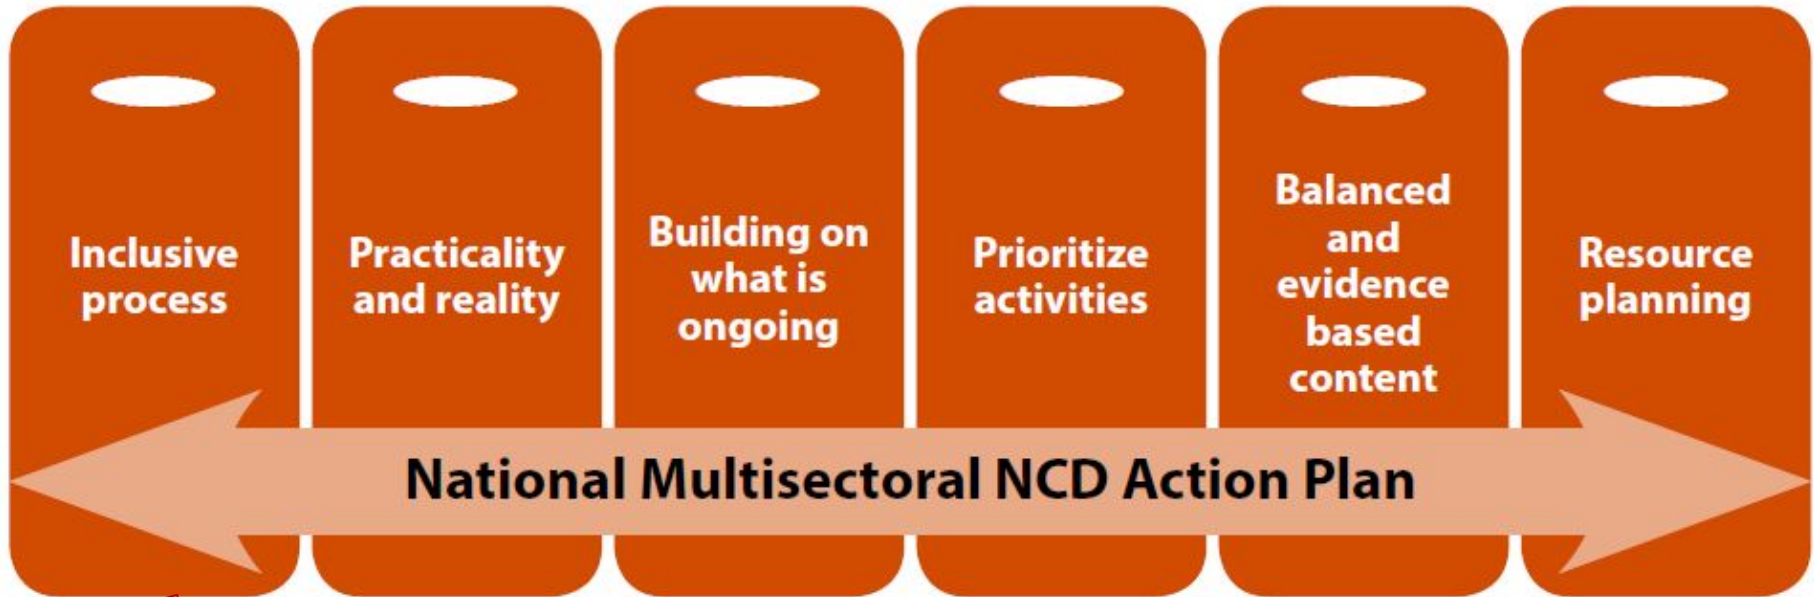 Inclusive
process
Practicality
and reality
Building on
what is
ongoing
Prioritize
activities
Balanced
and
evidence
based
content
Resource
planning
National Multisectoral NCD Action Plan